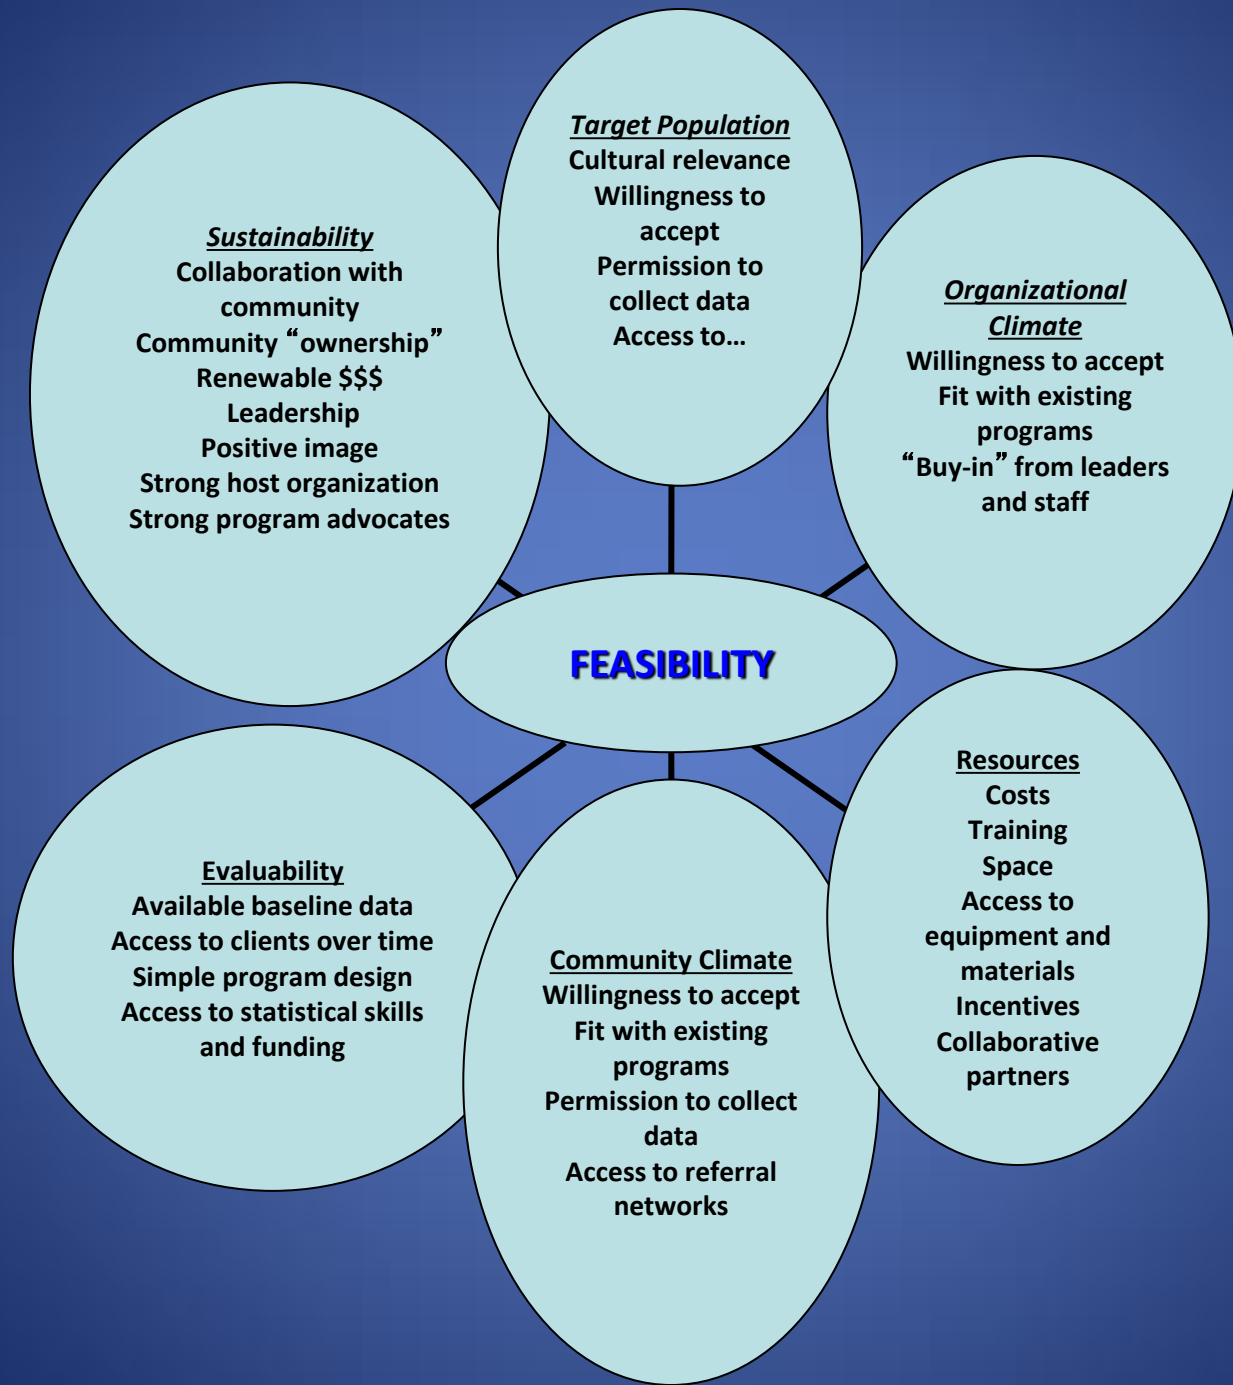 Target Population
Cultural relevance
Willingness to
accept
Permission to
collect data
Access to…
Sustainability
Collaboration with
community
Community “ownership”
Renewable $$$
Leadership
Positive image
Strong host organization
Strong program advocates
Organizational
Climate
Willingness to accept
Fit with existing
programs
“Buy-in” from leaders
and staff
FEASIBILITY
Evaluability
Available baseline data
Access to clients over time
Simple program design
Access to statistical skills
and funding
Community Climate
Willingness to accept
Fit with existing
programs
Permission to collect
data
Access to referral
networks
Resources
Costs
Training
Space
Access to
equipment and
materials
Incentives
Collaborative
partners